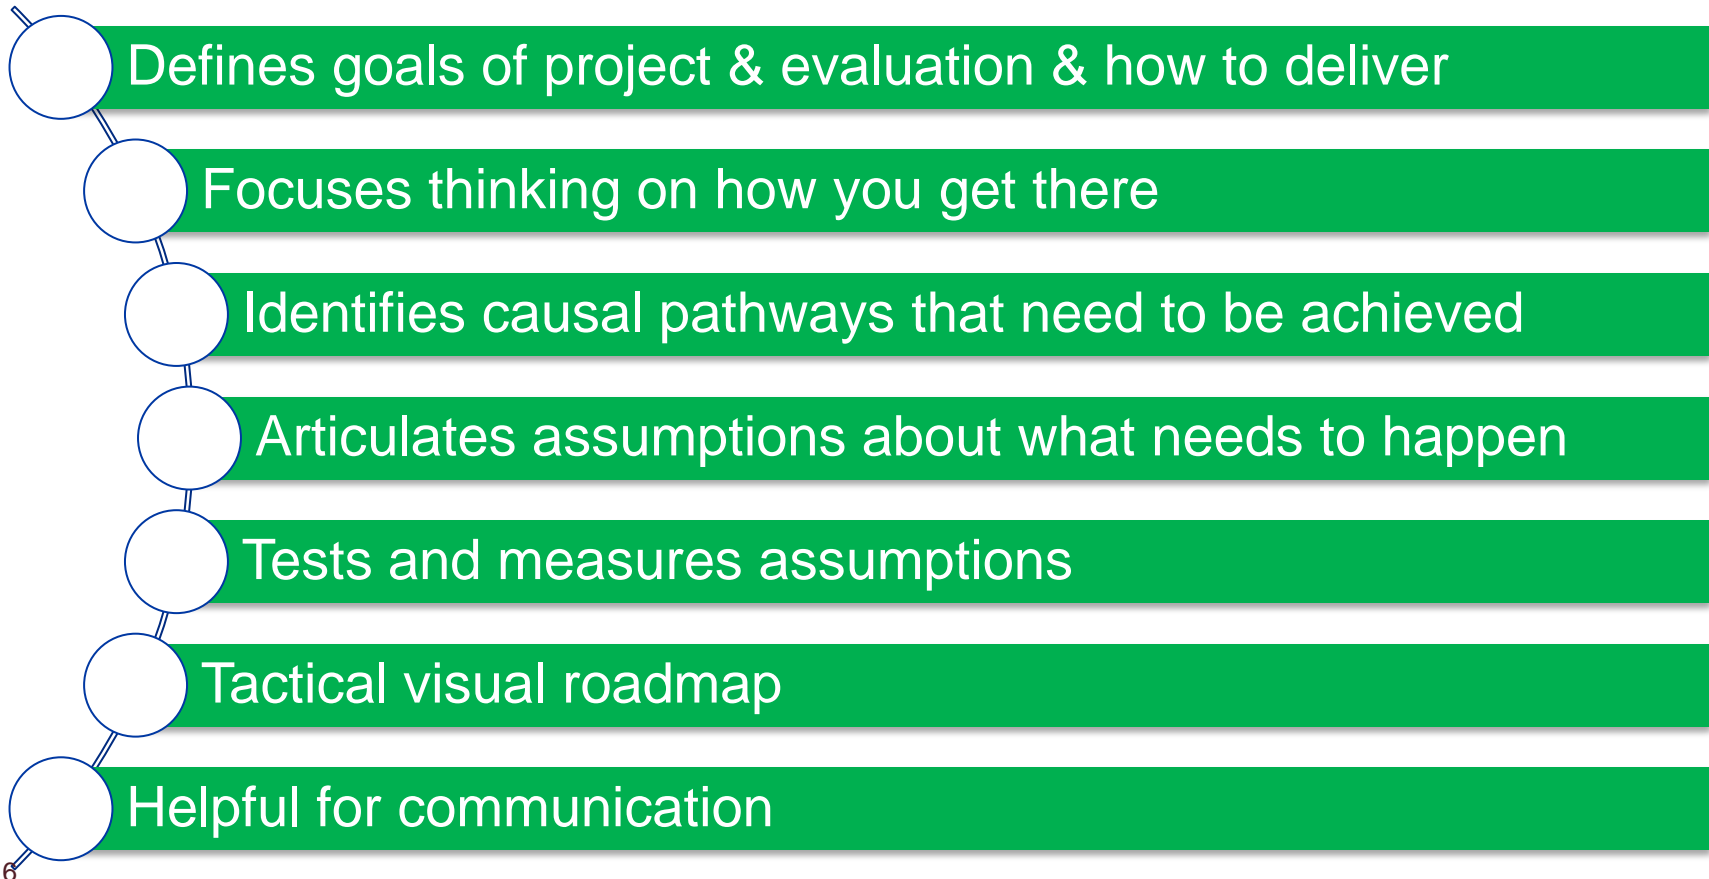 Defines goals of project & evaluation & how to deliver
Focuses thinking on how you get there
Identifies causal pathways that need to be achieved
Articulates assumptions about what needs to happen
Tests and measures assumptions
Tactical visual roadmap
Helpful for communication
6